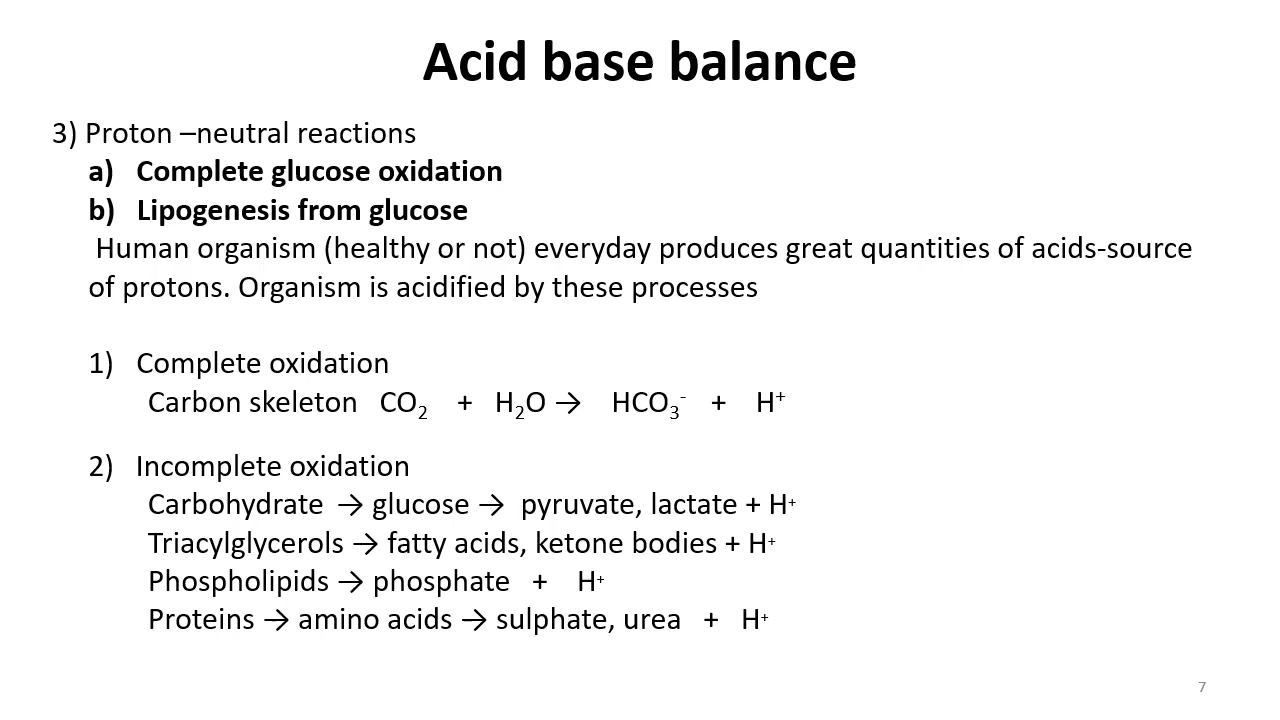 Acid base balance
3) Proton –neutral reactions
a) Complete glucose oxidation
b) Lipogenesis from glucose
Human organism (healthy or not) everyday produces great quantities of acids-source
of protons. Organism is acidified by these processes
1) Complete oxidation
Carbon skeleton CO₂ + H₂O → HCO₃⁻ + H⁺
2) Incomplete oxidation
Carbohydrate → glucose → pyruvate, lactate + H⁺
Triacylglycerols → fatty acids, ketone bodies + H⁺
Phospholipids → phosphate + H⁺
Proteins → amino acids → sulphate, urea + H⁺
7